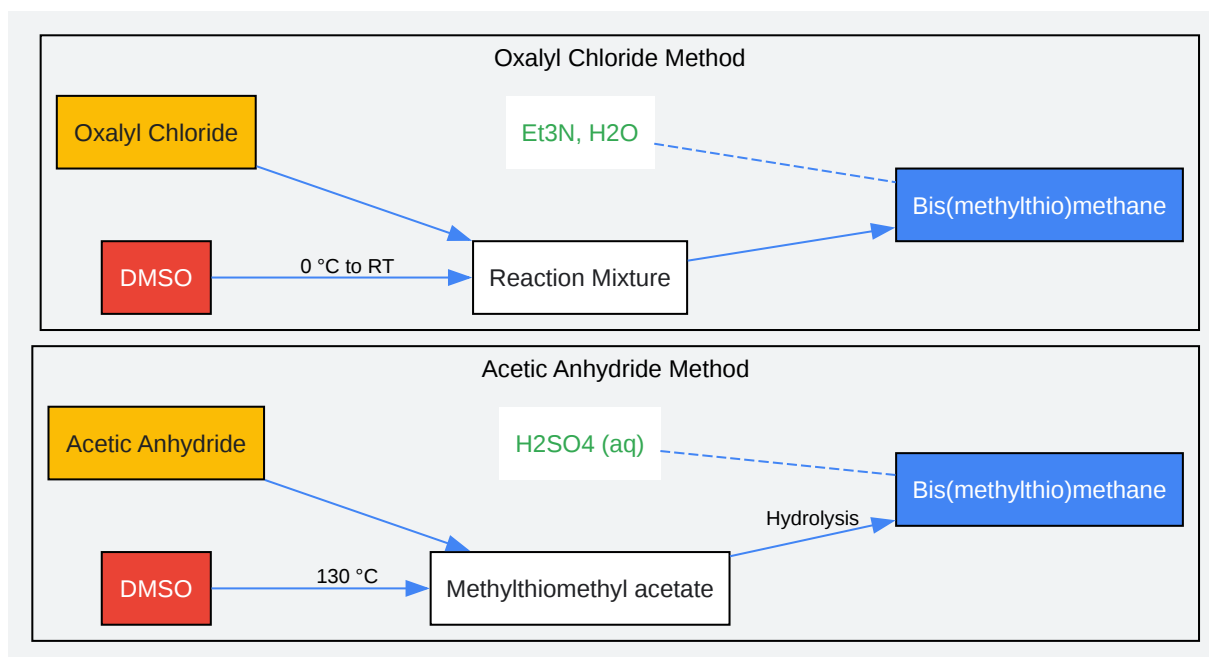 Oxalyl Chloride Method
Oxalyl Chloride
Et3N, H2O
Bis(methylthio)methane
DMSO
0 °C to RT
Reaction Mixture
Acetic Anhydride Method
Acetic Anhydride
H2SO4 (aq)
Bis(methylthio)methane
Hydrolysis
DMSO
130 °C
Methylthiomethyl acetate